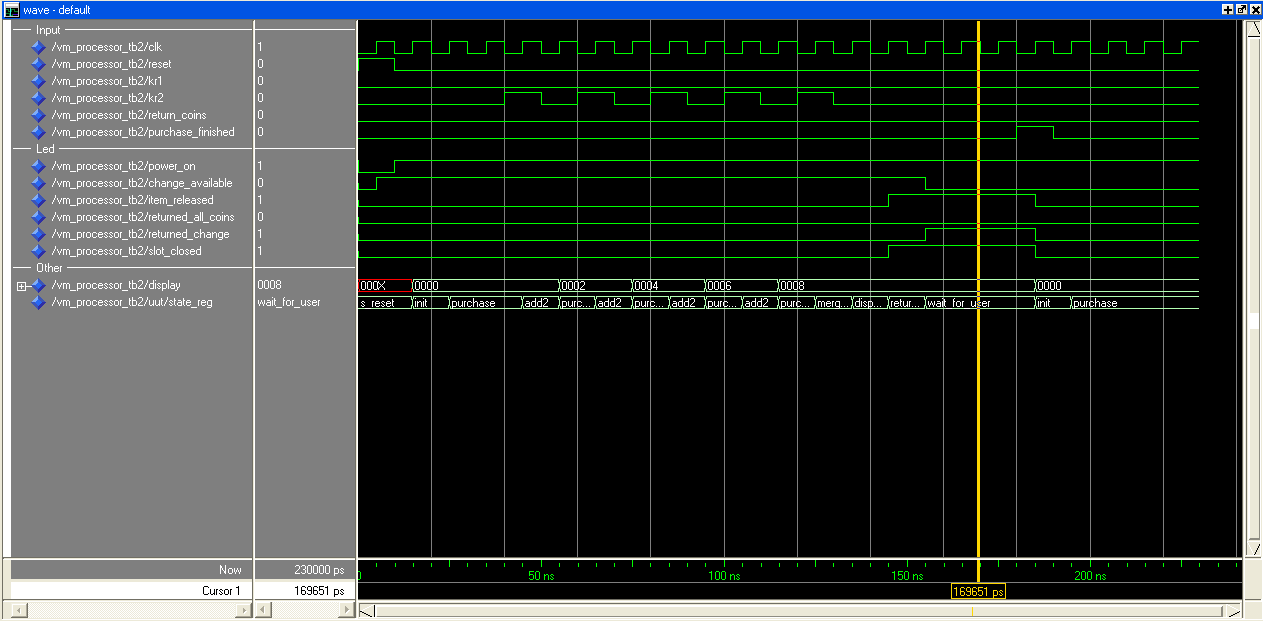 wave - default
Input
/vm_processor_tb2/clk 1
/vm_processor_tb2/reset 0
/vm_processor_tb2/kr1 0
/vm_processor_tb2/kr2 0
/vm_processor_tb2/return_coins 0
/vm_processor_tb2/purchase_finished 0
Led
/vm_processor_tb2/power_on 1
/vm_processor_tb2/change_available 0
/vm_processor_tb2/item_released 1
/vm_processor_tb2/returned_all_coins 0
/vm_processor_tb2/returned_change 1
/vm_processor_tb2/slot_closed 1
Other
/vm_processor_tb2/display 0008 000X 0000 0002 0004 0006 0008 0000
/vm_processor_tb2/uut/state_reg wait_for_user s_reset init purchase add2 purc... add2 purc... add2 purc... add2 purc... merg... disp... retur... wait_for_user init purchase
Now 230000 ps 0 50 ns 100 ns 150 ns 200 ns
Cursor 1 169651 ps 169651 ps